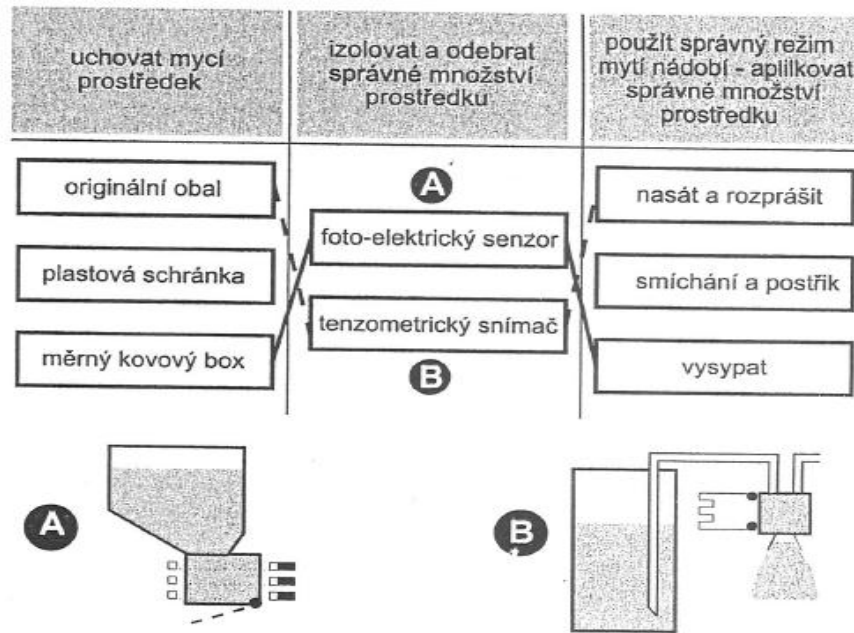 uchovat mycí
prostředek
izolovat a odebrat
správné množství
prostředku
použít správný režim
mytí nádobí - aplilkovat
správné množství
prostředku
originální obal
plastová schránka
měrný kovový box
A
foto-elektrický senzor
tenzometrický snímač
B
nasát a rozprášit
smíchání a postřik
vysypat
A
B